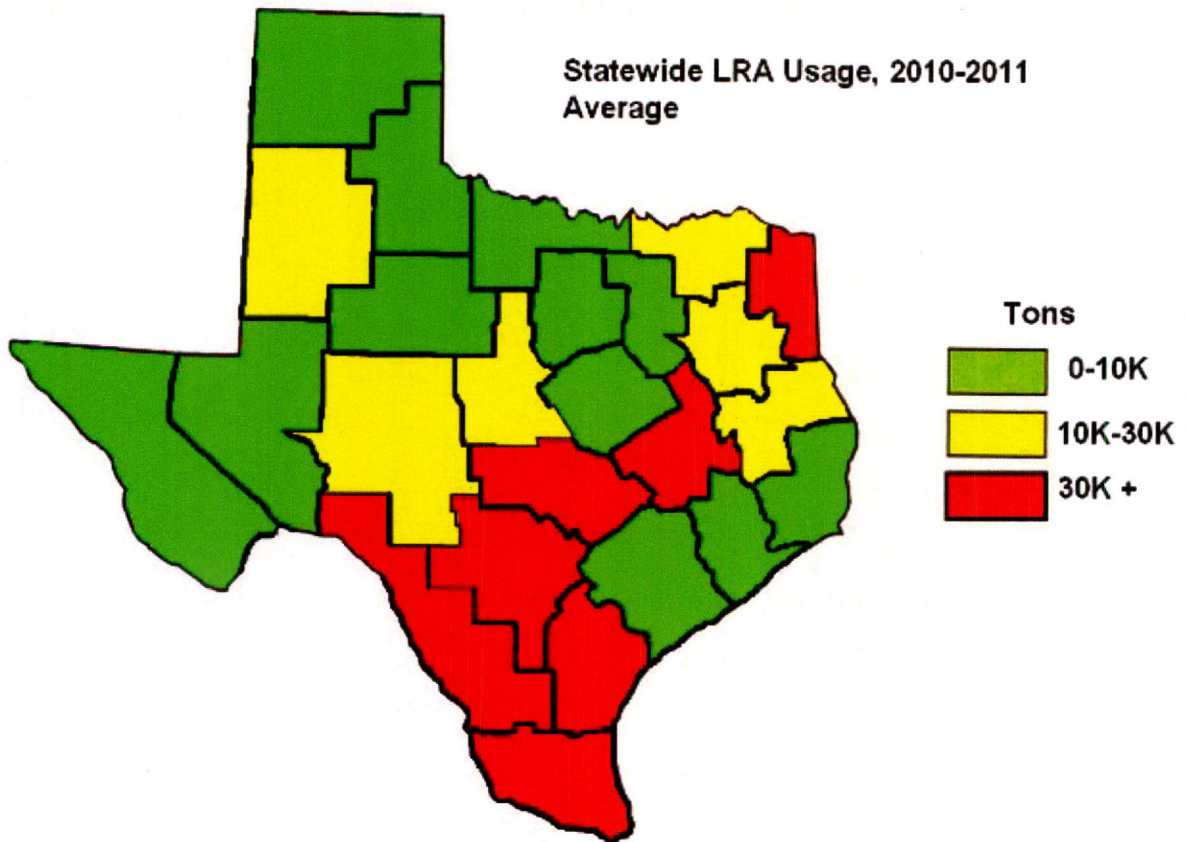 Statewide LRA Usage, 2010-2011
Average
Tons
0-10K
10K-30K
30K +